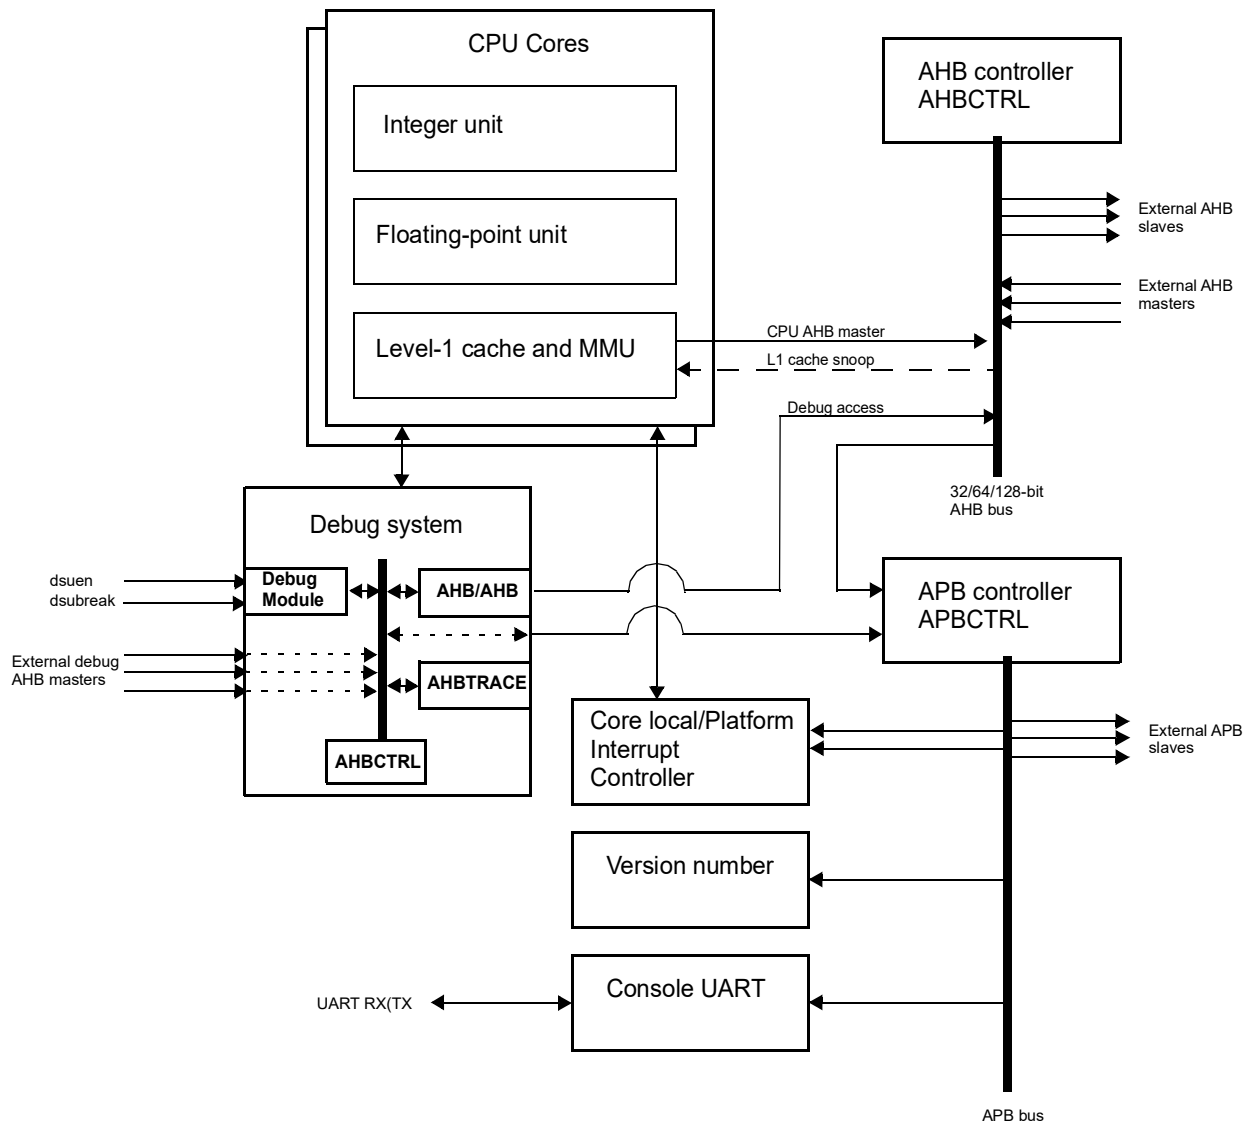 CPU Cores
Integer unit
Floating-point unit
Level-1 cache and MMU
AHB controller
AHBCTRL
External AHB
slaves
External AHB
masters
CPU AHB master
L1 cache snoop
Debug access
32/64/128-bit
AHB bus
Debug system
dsuen
dsubreak
Debug
Module
AHB/AHB
External debug
AHB masters
AHBTRACE
AHBCTRL
APB controller
APBCTRL
Core local/Platform
Interrupt
Controller
External APB
slaves
Version number
UART RX(TX
Console UART
APB bus